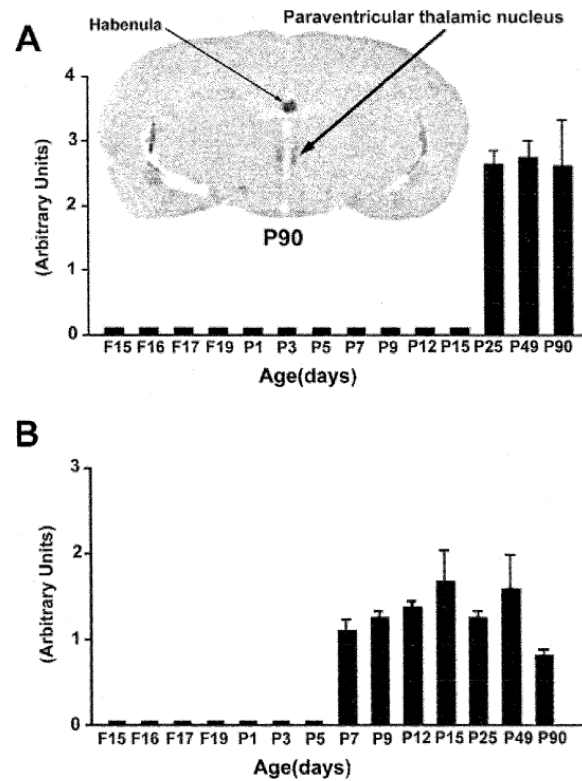 A
Habenula
Paraventricular thalamic nucleus
(Arbitrary Units)
4
3
2
1
0
P90
F15 F16 F17 F19 P1 P3 P5 P7 P9 P12 P15 P25 P49 P90
Age(days)
B
(Arbitrary Units)
3
2
1
0
F15 F16 F17 F19 P1 P3 P5 P7 P9 P12 P15 P25 P49 P90
Age(days)